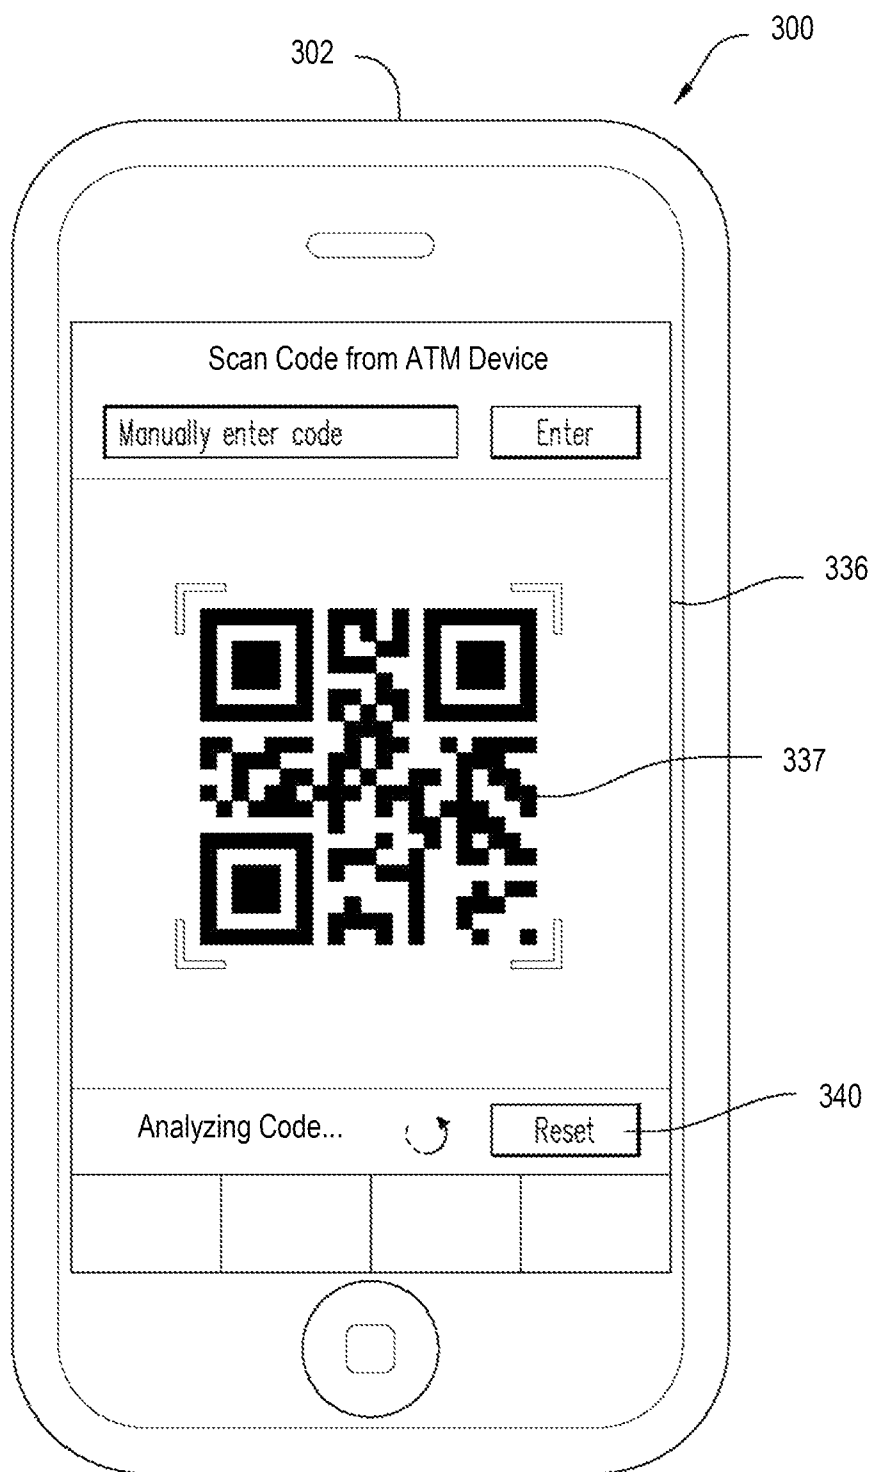 300
302
Scan Code from ATM Device
Manually enter code
Enter
336
337
Analyzing Code...
Reset
340